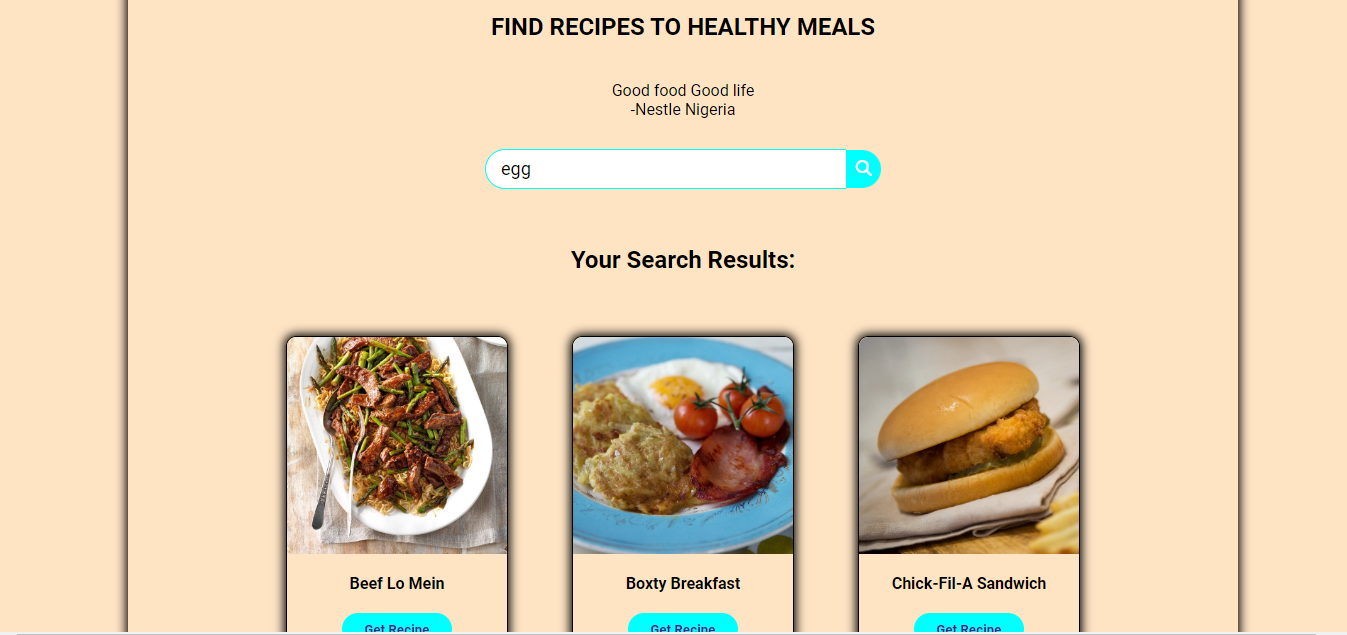 FIND RECIPES TO HEALTHY MEALS
Good food Good life
-Nestle Nigeria
egg
Your Search Results:
Beef Lo Mein
Boxty Breakfast
Chick-Fil-A Sandwich
Get Recipe
Get Recipe
Get Recipe